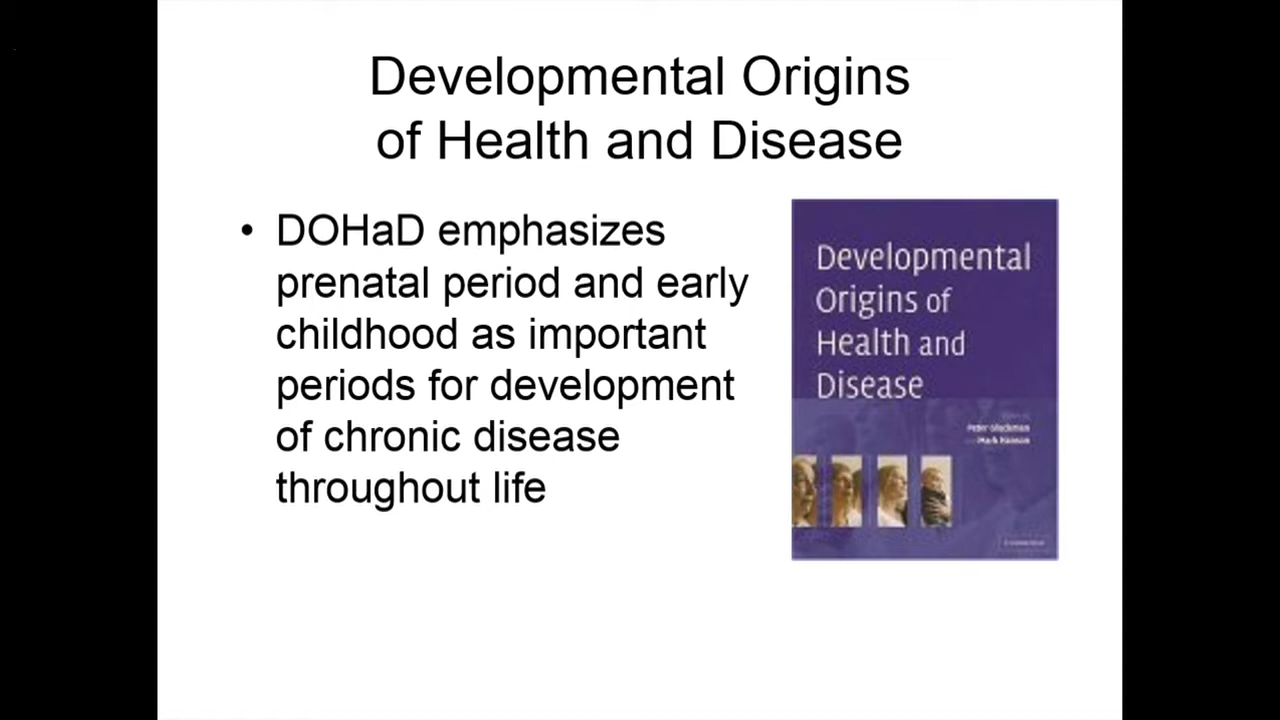 Developmental Origins
of Health and Disease
• DOHaD emphasizes
prenatal period and early
childhood as important
periods for development
of chronic disease
throughout life
Developmental
Origins of
Health and
Disease
Peter Gluckman
Mark Hanson